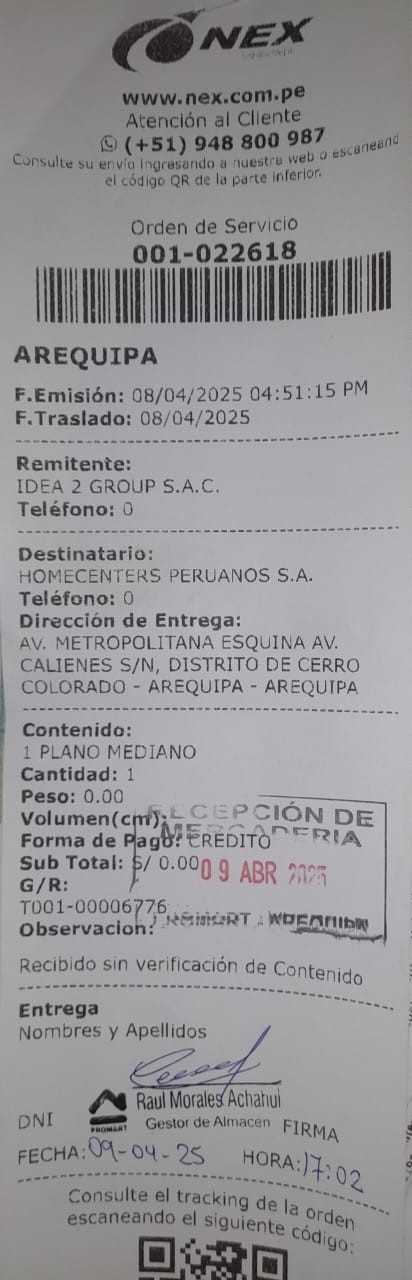 NEX
www.nex.com.pe
Atención al Cliente
(+51) 948 800 987
Consulte su envío ingresando a nuestra web o escaneand
el código QR de la parte inferior.
Orden de Servicio
001-022618
AREQUIPA
F.Emisión: 08/04/2025 04:51:15 PM
F.Traslado: 08/04/2025
Remitente:
IDEA 2 GROUP S.A.C.
Teléfono: 0
Destinatario:
HOMECENTERS PERUANOS S.A.
Teléfono: 0
Dirección de Entrega:
AV. METROPOLITANA ESQUINA AV.
CALIENES S/N, DISTRITO DE CERRO
COLORADO - AREQUIPA - AREQUIPA
Contenido:
1 PLANO MEDIANO
Cantidad: 1
Peso: 0.00
RECEPCIÓN DE
Volumen(cm):
MERCADERIA
Forma de Pago: CREDITO
Sub Total: S/ 0.00
09 ABR 2025
G/R:
T001-00006776
Observacion:
Recibido sin verificación de Contenido
Entrega
Nombres y Apellidos
Raul Morales Achahui
PROMART
Gestor de Almacén
DNI
FIRMA
FECHA: 09-04-25 HORA: 17:02
Consulte el tracking de la orden
escaneando el siguiente código: